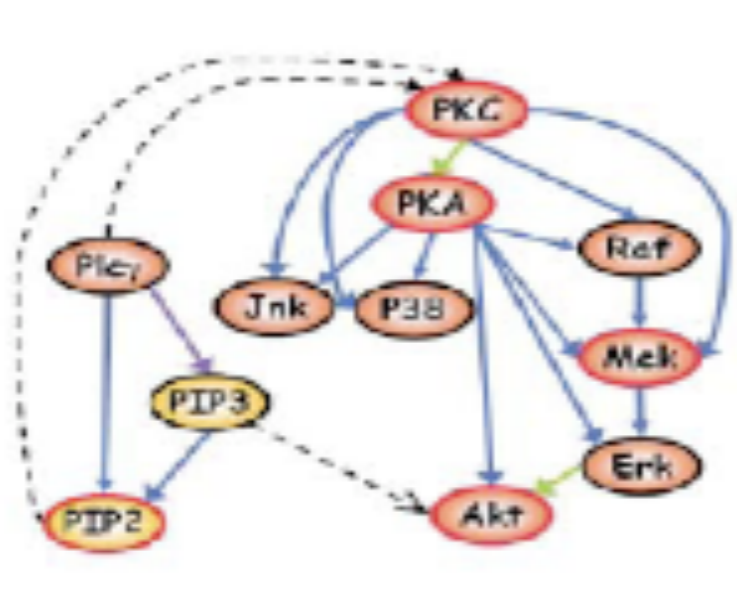 PKC
PKA
Raf
Plcγ
Jnk
P38
Mek
PIP3
Erk
PIP2
Akt